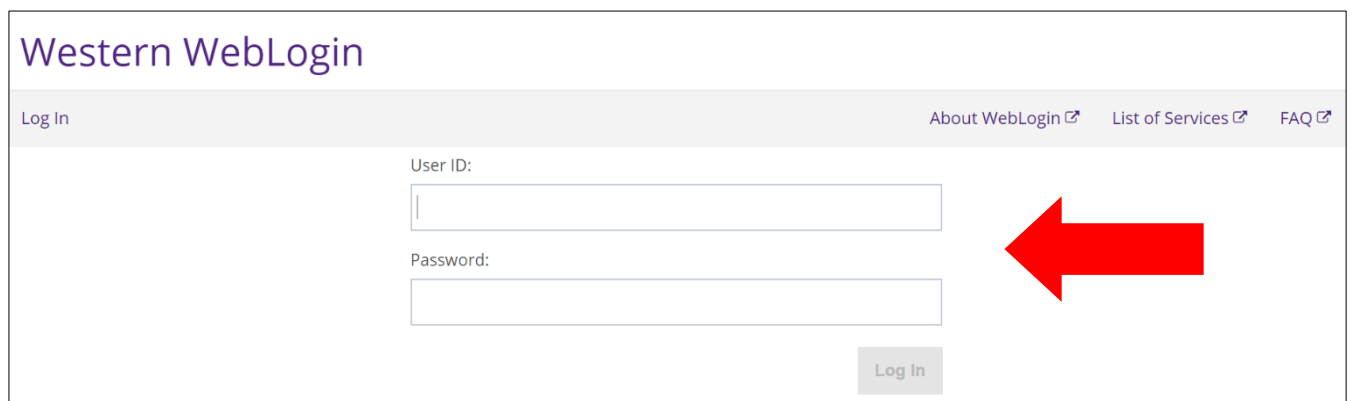 Western WebLogin
Log In About WebLogin List of Services FAQ
User ID:
Password:
Log In